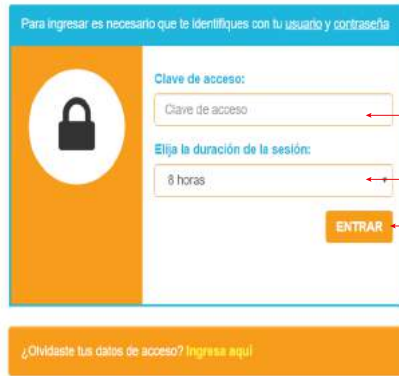 Para ingresar es necesario que te identifiques con tu usuario y contraseña
Clave de acceso:
Clave de acceso
Elija la duración de la sesión:
8 horas
ENTRAR
¿Olvidaste tus datos de acceso? Ingresa aquí